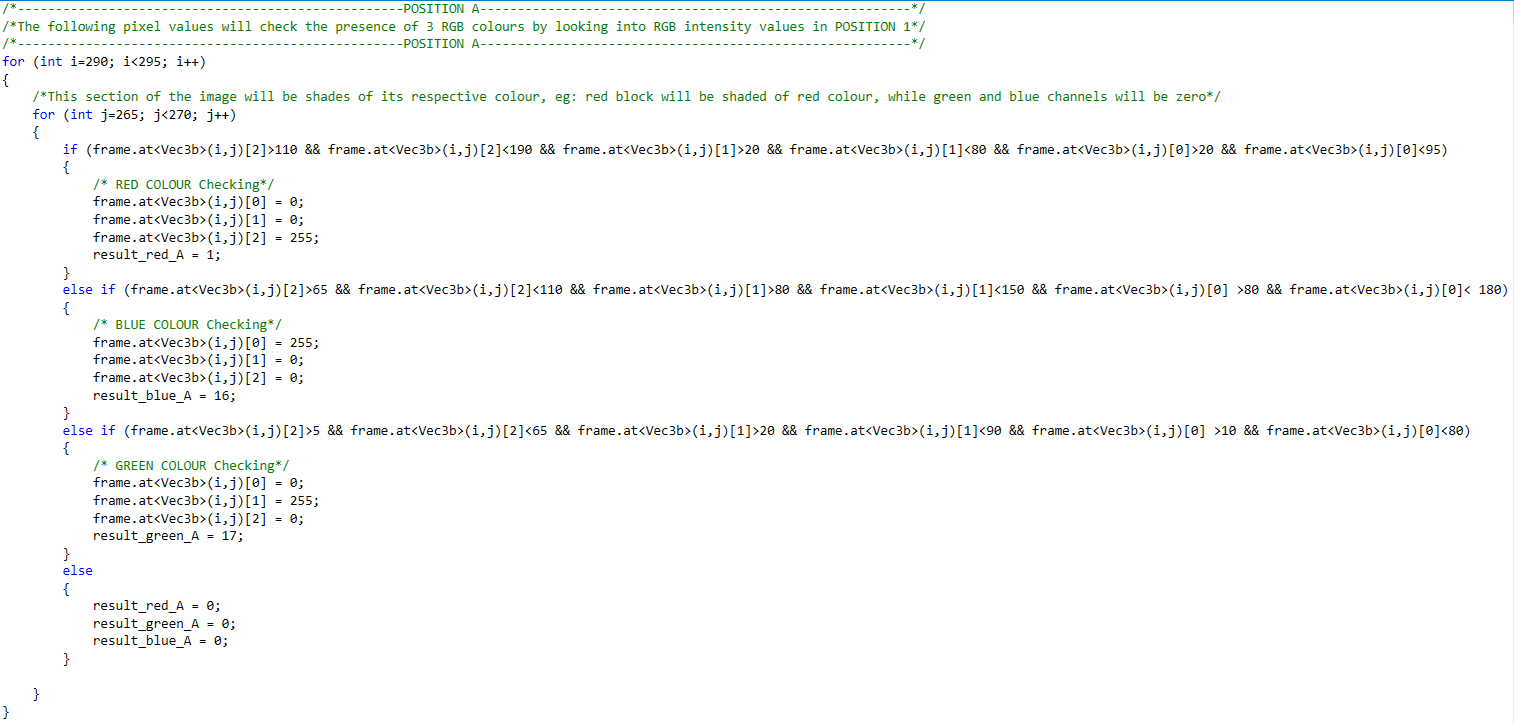 /*---------------------------------------------------POSITION A---------------------------------------------------------*/
/*The following pixel values will check the presence of 3 RGB colours by looking into RGB intensity values in POSITION 1*/
/*---------------------------------------------------POSITION A---------------------------------------------------------*/
for (int i=290; i<295; i++)
{
    /*This section of the image will be shades of its respective colour, eg: red block will be shaded of red colour, while green and blue channels will be zero*/
    for (int j=265; j<270; j++)
    {
        if (frame.at<Vec3b>(i,j)[2]>110 && frame.at<Vec3b>(i,j)[2]<190 && frame.at<Vec3b>(i,j)[1]>20 && frame.at<Vec3b>(i,j)[1]<80 && frame.at<Vec3b>(i,j)[0]>20 && frame.at<Vec3b>(i,j)[0]<95)
        {
            /* RED COLOUR Checking*/
            frame.at<Vec3b>(i,j)[0] = 0;
            frame.at<Vec3b>(i,j)[1] = 0;
            frame.at<Vec3b>(i,j)[2] = 255;
            result_red_A = 1;
        }
        else if (frame.at<Vec3b>(i,j)[2]>65 && frame.at<Vec3b>(i,j)[2]<110 && frame.at<Vec3b>(i,j)[1]>80 && frame.at<Vec3b>(i,j)[1]<150 && frame.at<Vec3b>(i,j)[0] >80 && frame.at<Vec3b>(i,j)[0]< 180)
        {
            /* BLUE COLOUR Checking*/
            frame.at<Vec3b>(i,j)[0] = 255;
            frame.at<Vec3b>(i,j)[1] = 0;
            frame.at<Vec3b>(i,j)[2] = 0;
            result_blue_A = 16;
        }
        else if (frame.at<Vec3b>(i,j)[2]>5 && frame.at<Vec3b>(i,j)[2]<65 && frame.at<Vec3b>(i,j)[1]>20 && frame.at<Vec3b>(i,j)[1]<90 && frame.at<Vec3b>(i,j)[0] >10 && frame.at<Vec3b>(i,j)[0]<80)
        {
            /* GREEN COLOUR Checking*/
            frame.at<Vec3b>(i,j)[0] = 0;
            frame.at<Vec3b>(i,j)[1] = 255;
            frame.at<Vec3b>(i,j)[2] = 0;
            result_green_A = 17;
        }
        else
        {
            result_red_A = 0;
            result_green_A = 0;
            result_blue_A = 0;
        }
    }
}